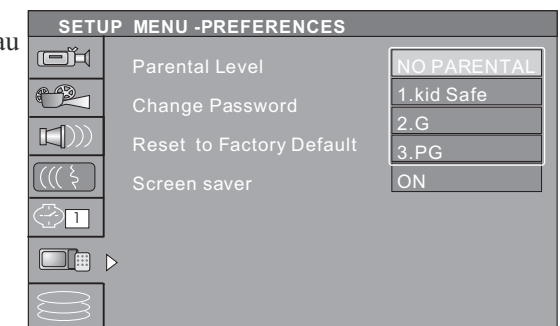 au
SETUP MENU -PREFERENCES
Parental Level
NO PARENTAL
1.kid Safe
Change Password
2.G
Reset to Factory Default
3.PG
Screen saver
ON
1